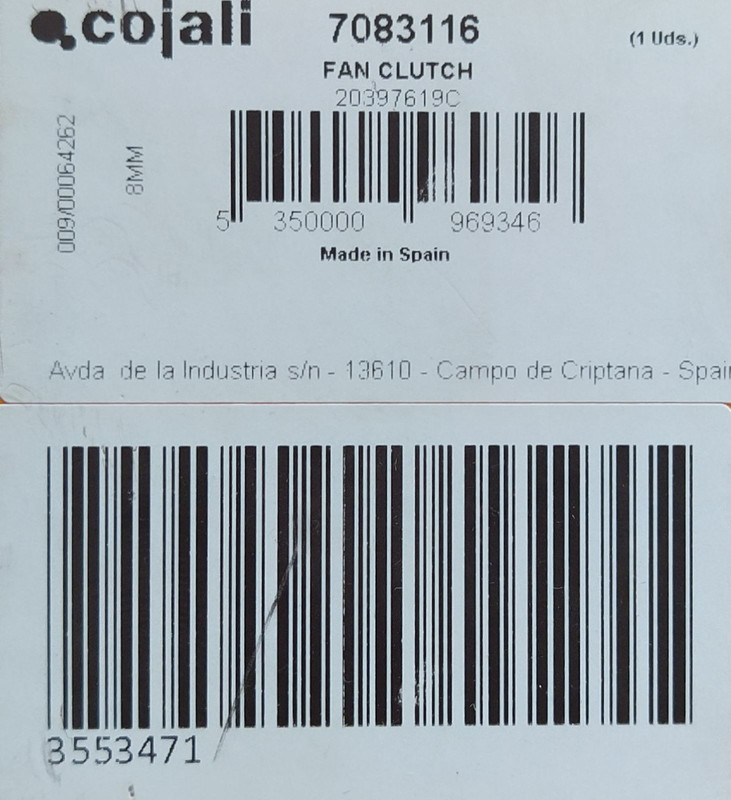 cojali 7083116 (1 Uds.)
FAN CLUTCH
20397619C
009/00064262
8MM
5 350000 969346
Made in Spain
Avda de la Industria s/n - 13610 - Campo de Criptana - Spain
3553471